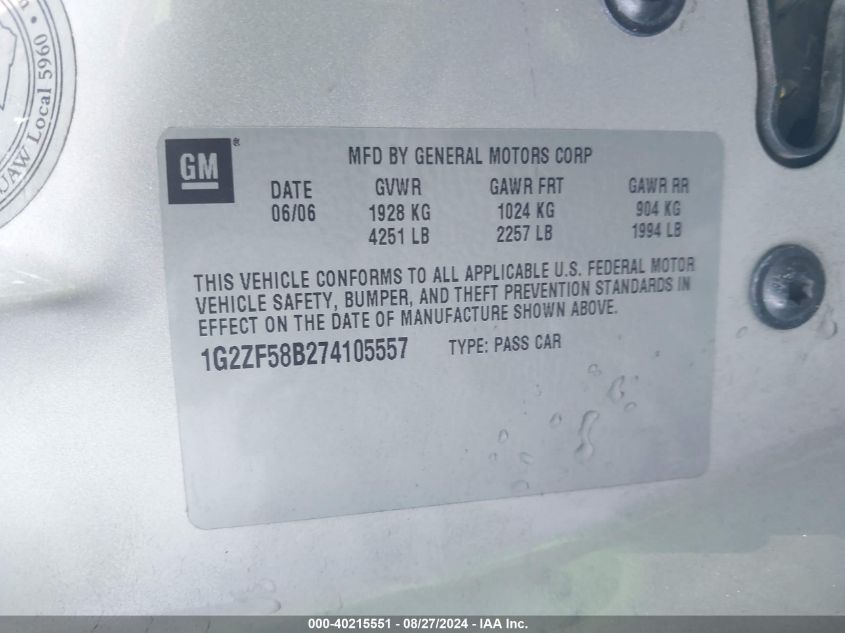 UAW Local 5960
GM®
MFD BY GENERAL MOTORS CORP
DATE GVWR GAWR FRT GAWR RR
06/06 1928 KG 1024 KG 904 KG
4251 LB 2257 LB 1994 LB
THIS VEHICLE CONFORMS TO ALL APPLICABLE U.S. FEDERAL MOTOR
VEHICLE SAFETY, BUMPER, AND THEFT PREVENTION STANDARDS IN
EFFECT ON THE DATE OF MANUFACTURE SHOWN ABOVE.
1G2ZF58B274105557 TYPE: PASS CAR
000-40215551 - 08/27/2024 - IAA Inc.